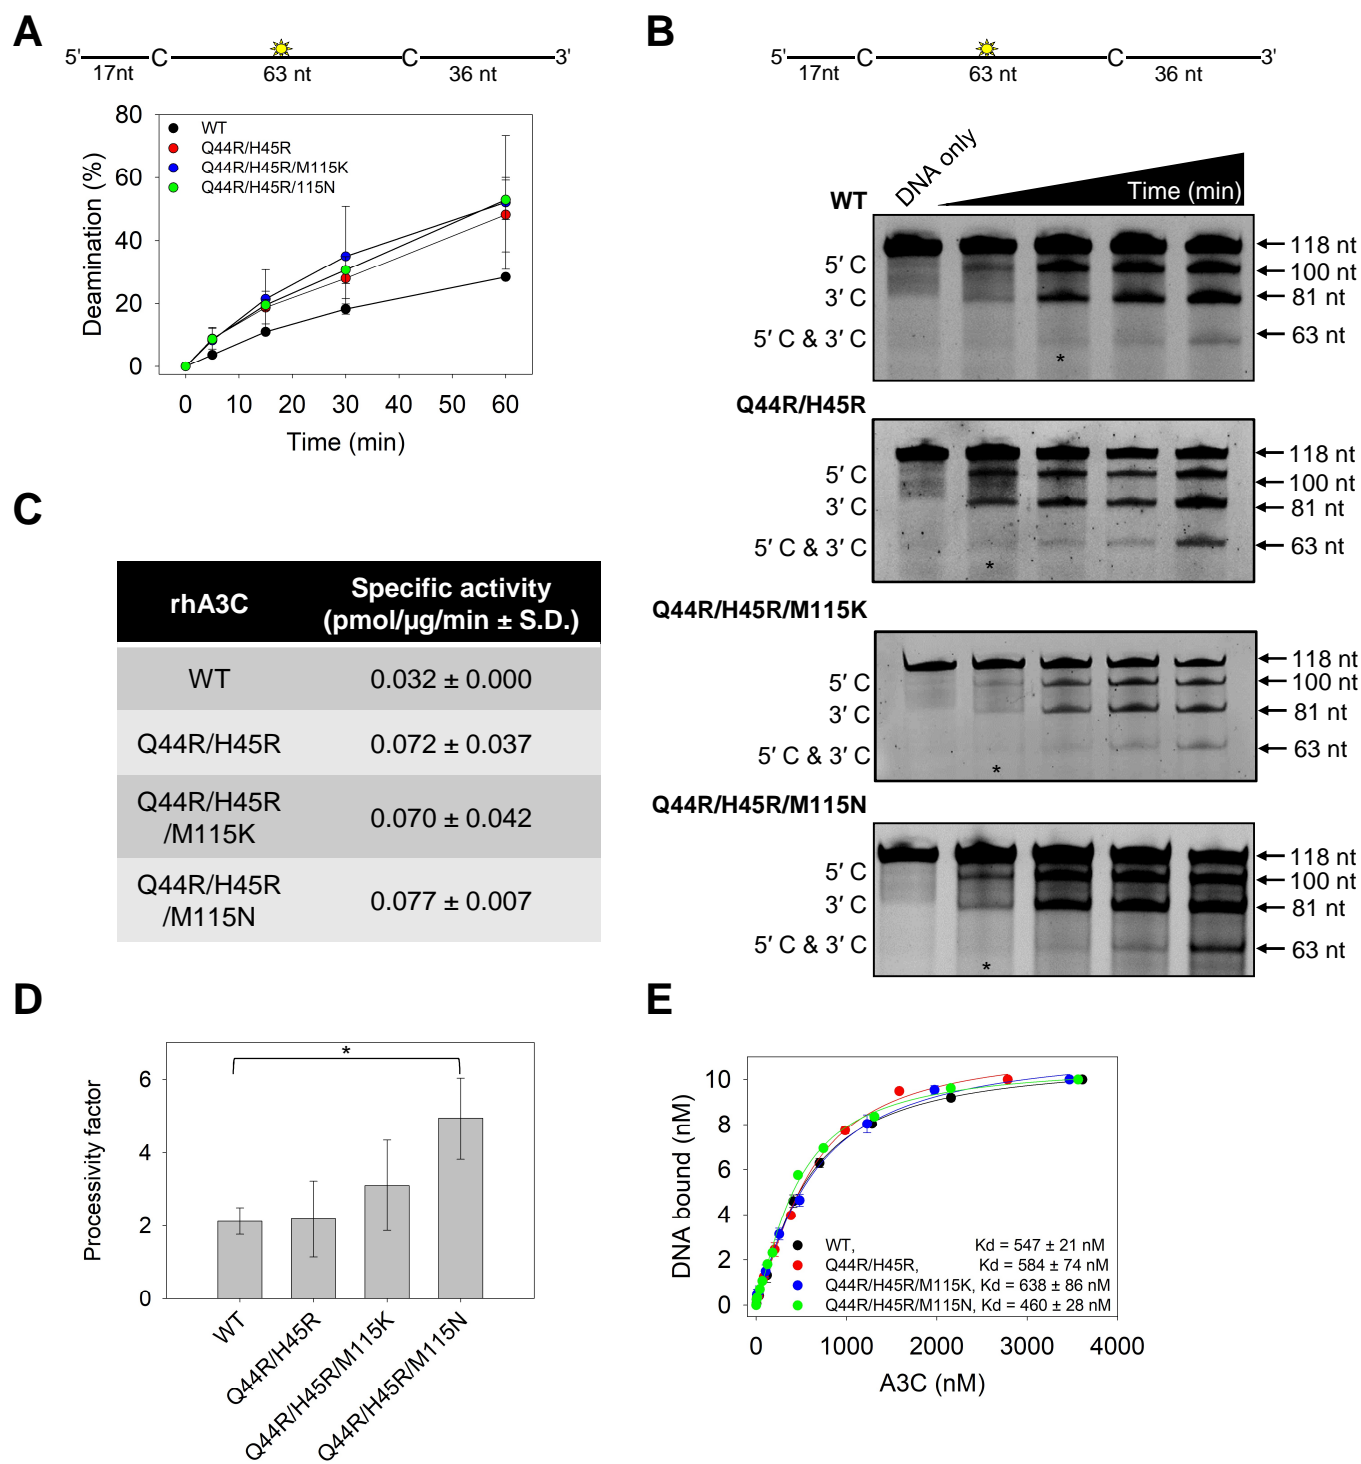 A
5'
C
C
3'
17nt
63 nt
36 nt
80
60
40
20
0
Deamination (%)
WT
Q44R/H45R
Q44R/H45R/M115K
Q44R/H45R/115N
0 10 20 30 40 50 60
Time (min)
B
5'
C
C
3'
17nt
63 nt
36 nt
DNA only
Time (min)
WT
5' C
3' C
5' C & 3' C
*
118 nt
100 nt
81 nt
63 nt
Q44R/H45R
5' C
3' C
5' C & 3' C
*
118 nt
100 nt
81 nt
63 nt
Q44R/H45R/M115K
5' C
3' C
5' C & 3' C
*
118 nt
100 nt
81 nt
63 nt
Q44R/H45R/M115N
5' C
3' C
5' C & 3' C
*
118 nt
100 nt
81 nt
63 nt
C
rhA3C
Specific activity
(pmol/µg/min ± S.D.)
WT
0.032 ± 0.000
Q44R/H45R
0.072 ± 0.037
Q44R/H45R
/M115K
0.070 ± 0.042
Q44R/H45R
/M115N
0.077 ± 0.007
D
*
6
4
2
0
Processivity factor
WT
Q44R/H45R
Q44R/H45R/M115K
Q44R/H45R/M115N
E
10
8
6
4
2
0
DNA bound (nM)
WT, Kd = 547 ± 21 nM
Q44R/H45R, Kd = 584 ± 74 nM
Q44R/H45R/M115K, Kd = 638 ± 86 nM
Q44R/H45R/M115N, Kd = 460 ± 28 nM
0 1000 2000 3000 4000
A3C (nM)